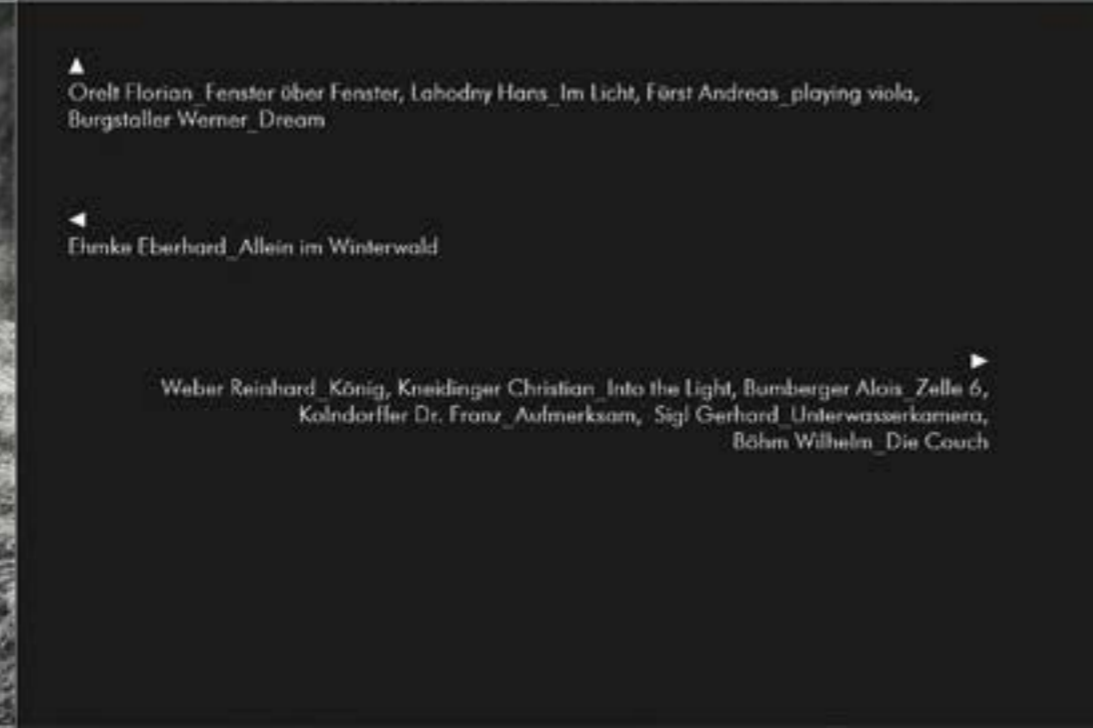 Orelt Florian_Fenster über Fenster, Lahodny Hans_Im Licht, Fürst Andreas_playing viola,
Burgstaller Werner_Dream
Ehmke Eberhard_Allein im Winterwald
Weber Reinhard_König, Kneidinger Christian_Into the Light, Bumberger Alois_Zelle 6,
Kolndorffer Dr. Franz_Aufmerksam, Sigl Gerhard_Unterwasserkamera,
Böhm Wilhelm_Die Couch